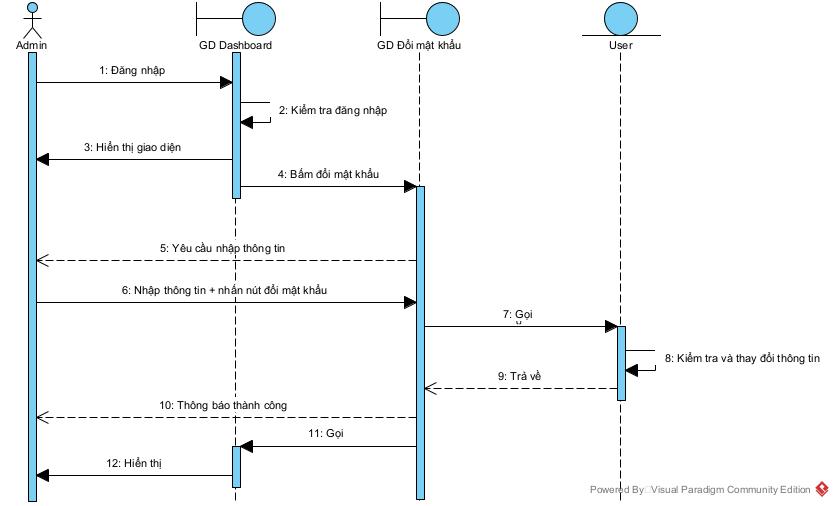 Admin
GD Dashboard
GD Đổi mật khẩu
User
1: Đăng nhập
2: Kiểm tra đăng nhập
3: Hiển thị giao diện
4: Bấm đổi mật khẩu
5: Yêu cầu nhập thông tin
6: Nhập thông tin + nhấn nút đổi mật khẩu
7: Gọi
8: Kiểm tra và thay đổi thông tin
9: Trả về
10: Thông báo thành công
11: Gọi
12: Hiển thị
Powered By Visual Paradigm Community Edition